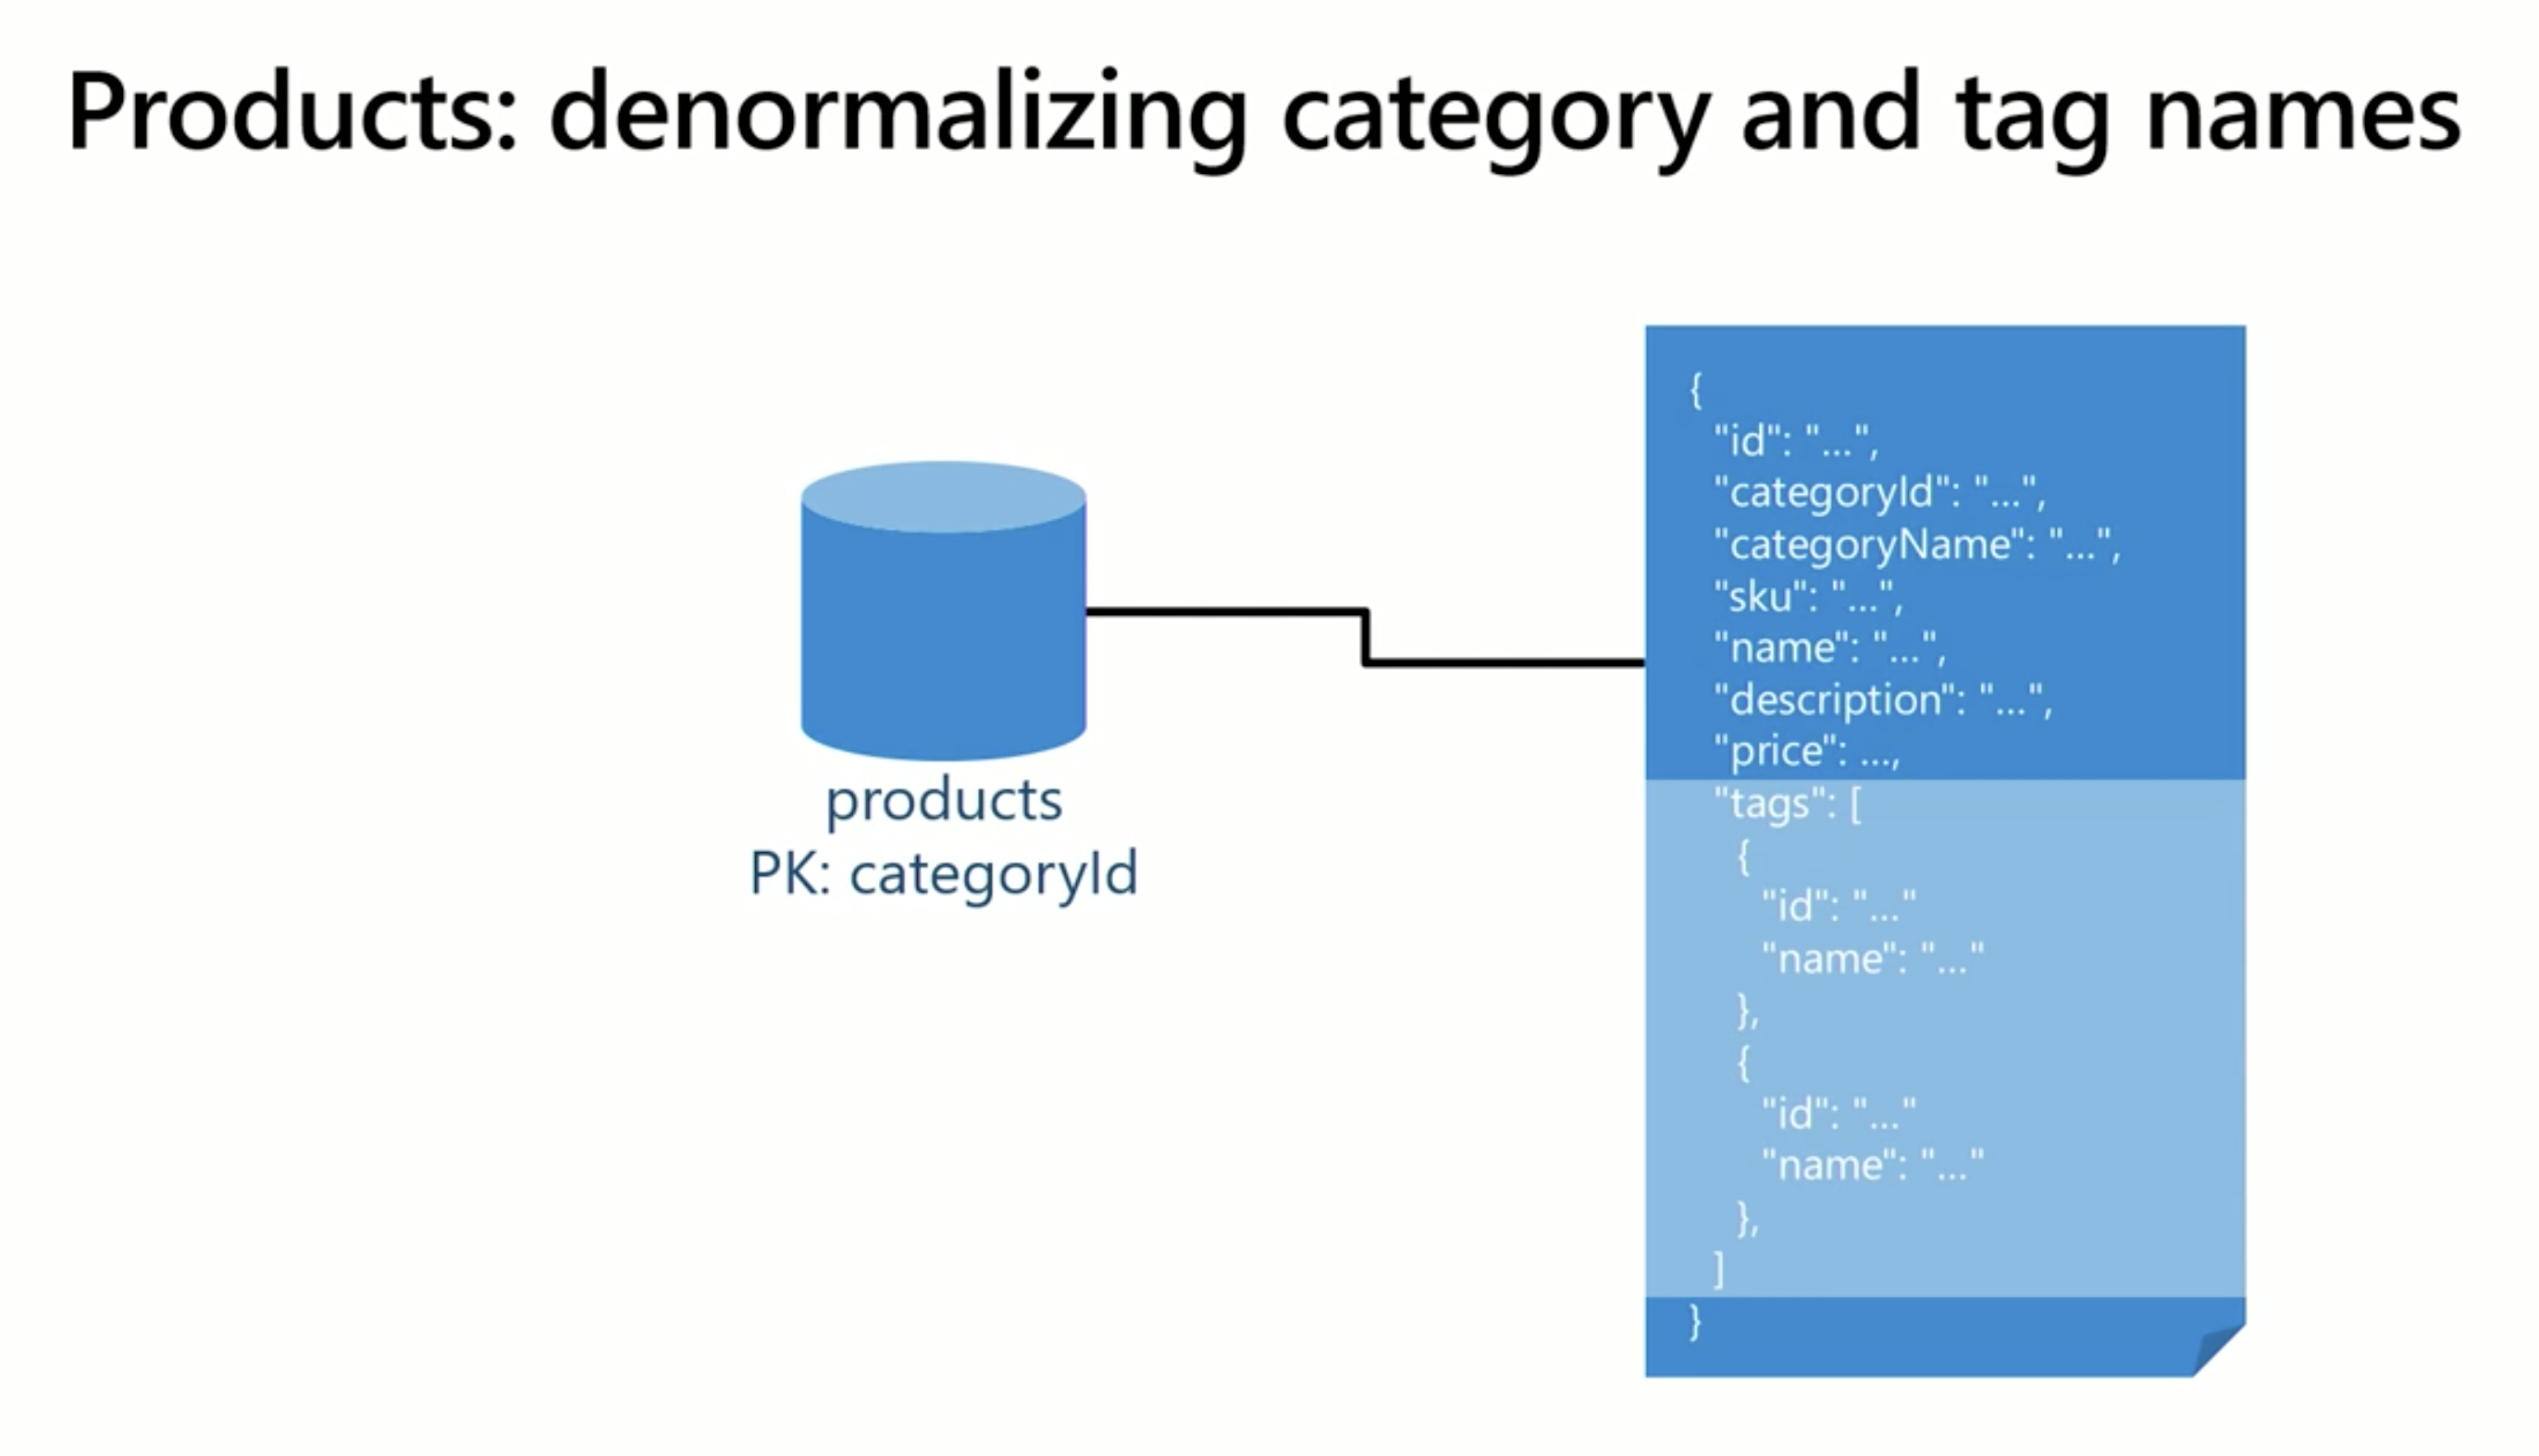 Products: denormalizing category and tag names
products
PK: categoryId
{
"id": "...",
"categoryId": "...",
"categoryName": "...",
"sku": "...",
"name": "...",
"description": "...",
"price": ...,
"tags": [
{
"id": "..."
"name": "..."
},
{
"id": "..."
"name": "..."
},
]
}